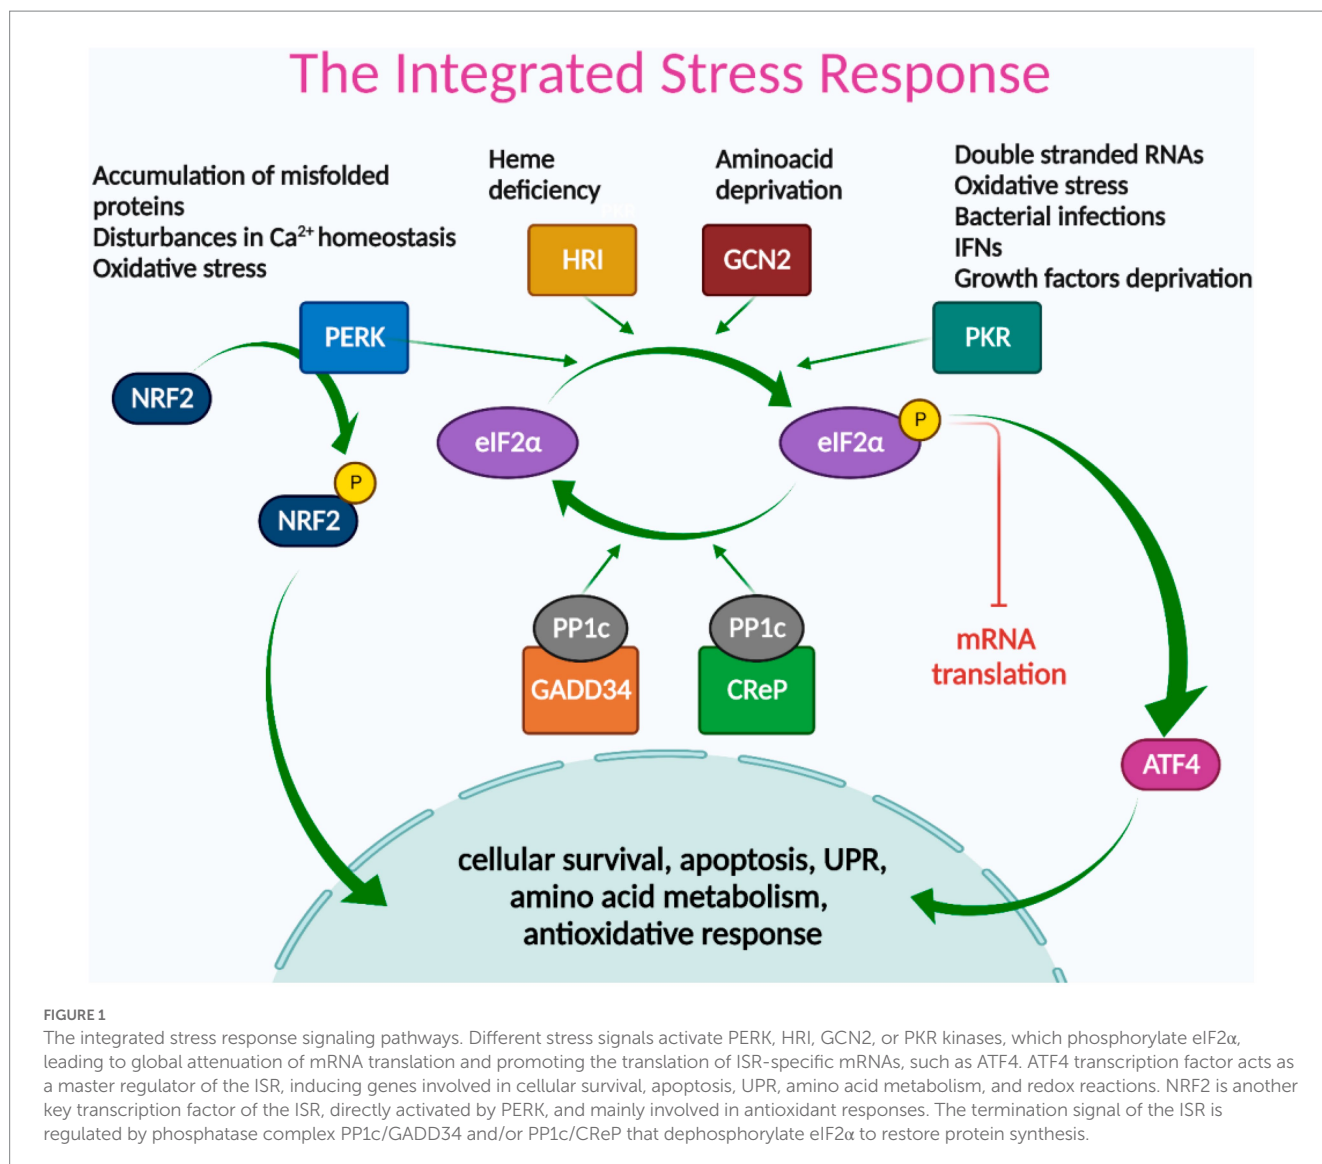 The Integrated Stress Response
Accumulation of misfolded
proteins
Disturbances in Ca²⁺ homeostasis
Oxidative stress
Heme
deficiency
Aminoacid
deprivation
Double stranded RNAs
Oxidative stress
Bacterial infections
IFNs
Growth factors deprivation
HRI
GCN2
PERK
PKR
NRF2
eIF2α
eIF2α
P
P
NRF2
PP1c
GADD34
PP1c
CReP
mRNA
translation
ATF4
cellular survival, apoptosis, UPR,
amino acid metabolism,
antioxidative response
FIGURE 1
The integrated stress response signaling pathways. Different stress signals activate PERK, HRI, GCN2, or PKR kinases, which phosphorylate eIF2α,
leading to global attenuation of mRNA translation and promoting the translation of ISR-specific mRNAs, such as ATF4. ATF4 transcription factor acts as
a master regulator of the ISR, inducing genes involved in cellular survival, apoptosis, UPR, amino acid metabolism, and redox reactions. NRF2 is another
key transcription factor of the ISR, directly activated by PERK, and mainly involved in antioxidant responses. The termination signal of the ISR is
regulated by phosphatase complex PP1c/GADD34 and/or PP1c/CReP that dephosphorylate eIF2α to restore protein synthesis.